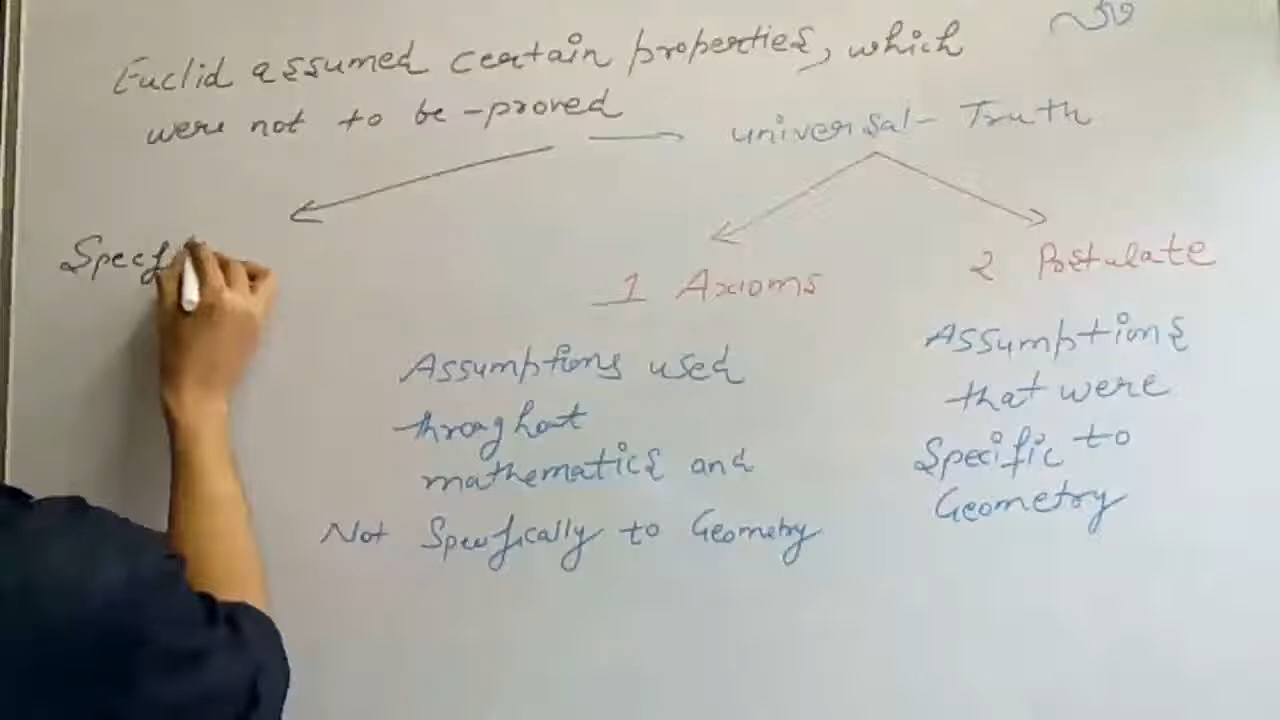 Euclid assumed certain properties, which
were not to be proved
universal Truth
Specf
1 Axioms
2 Postulate
Assumptions used
throughout
mathematics and
Not Specifically to Geometry
Assumptions
that were
Specific to
Geometry